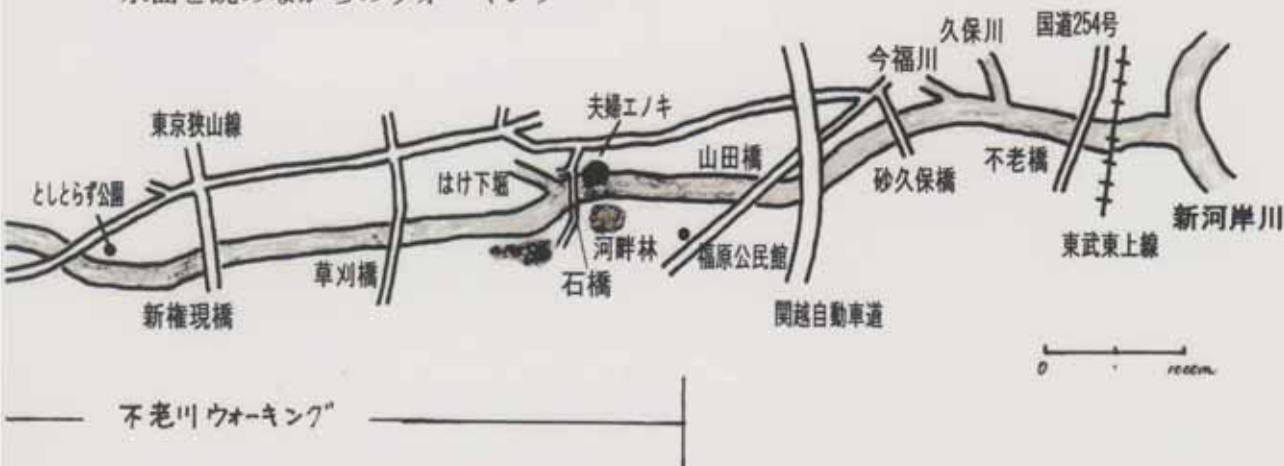 久保川
国道254号
今福川
夫婦エノキ
東京狭山線
山田橋
はけ下堀
砂久保橋
不老橋
としとらず公園
新河岸川
河畔林
福原公民館
東武東上線
草刈橋
石橋
新権現橋
関越自動車道
0
1000m
不老川ウォーキング